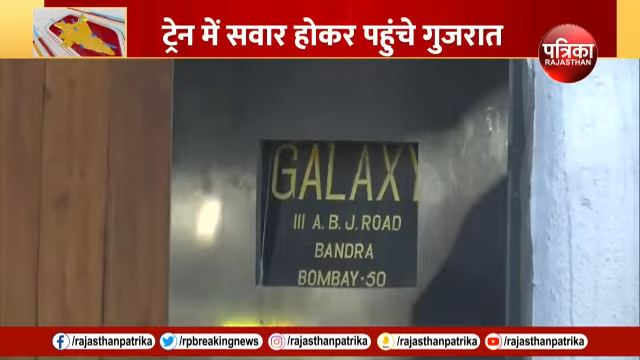 ट्रेन में सवार होकर पहुंचे गुजरात
पत्रिका
RAJASTHAN
GALAXY
111 A. B. J. ROAD
BANDRA
BOMBAY-50
/rajasthanpatrika /rpbreakingnews /rajasthanpatrika /rajasthanpatrika /rajasthanpatrika